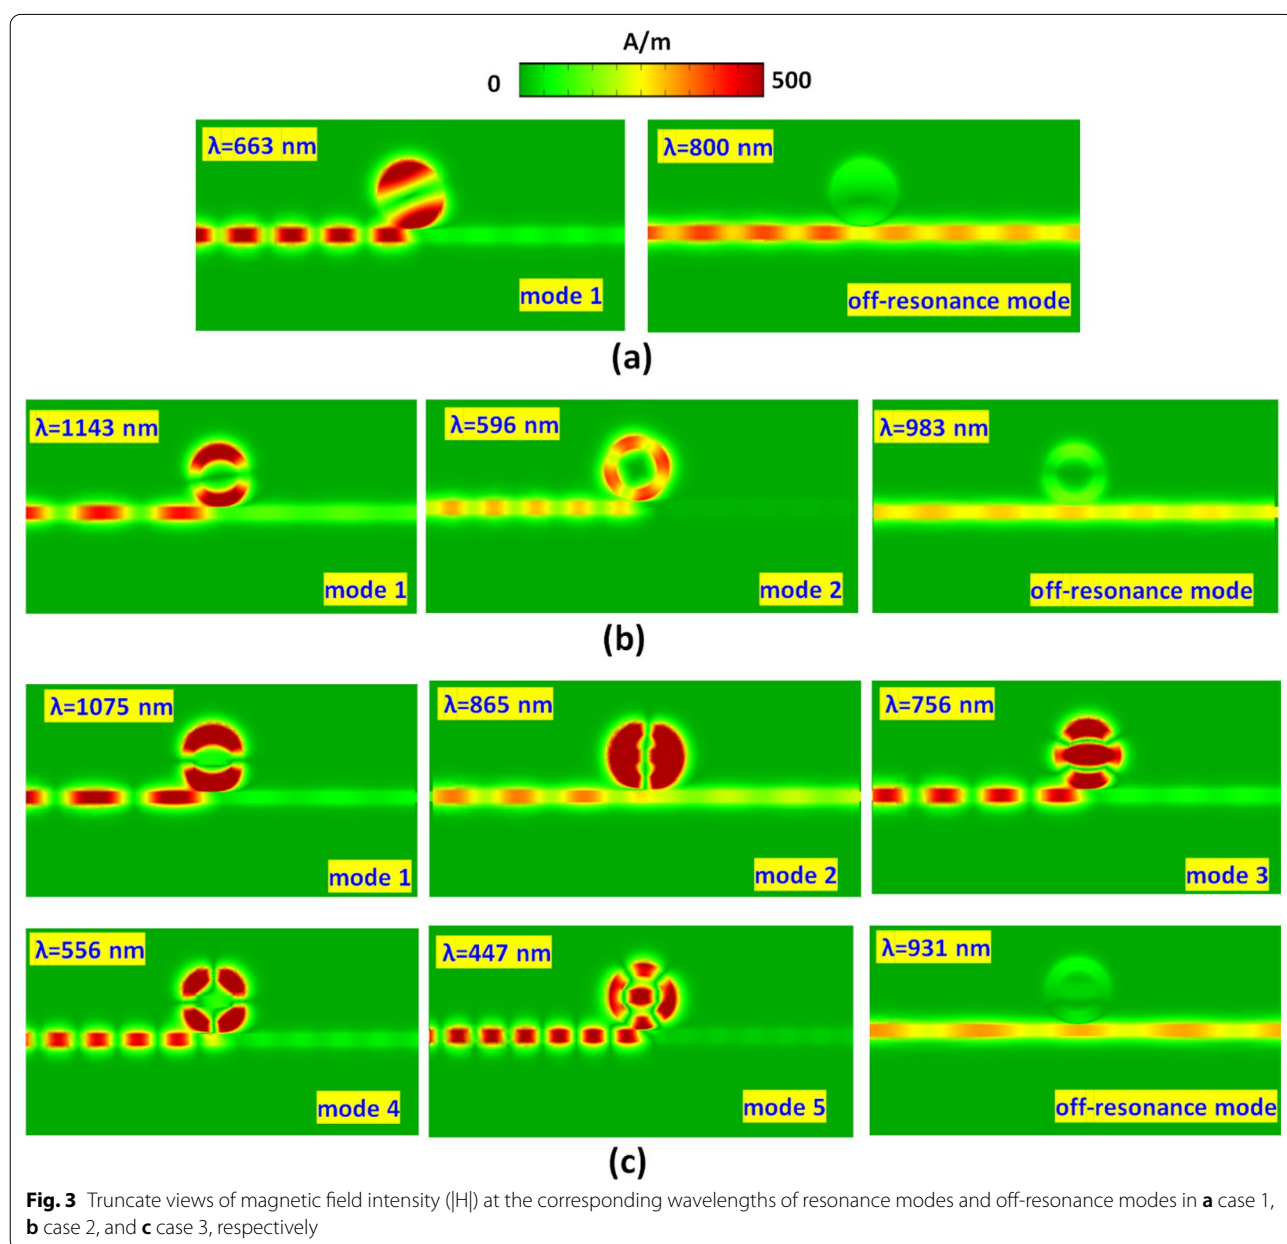 A/m
0
500
λ=663 nm
λ=800 nm
mode 1
off-resonance mode
(a)
λ=1143 nm
λ=596 nm
λ=983 nm
mode 1
mode 2
off-resonance mode
(b)
λ=1075 nm
λ=865 nm
λ=756 nm
mode 1
mode 2
mode 3
λ=556 nm
λ=447 nm
λ=931 nm
mode 4
mode 5
off-resonance mode
(c)
Fig. 3 Truncate views of magnetic field intensity (|H|) at the corresponding wavelengths of resonance modes and off-resonance modes in a case 1,
b case 2, and c case 3, respectively